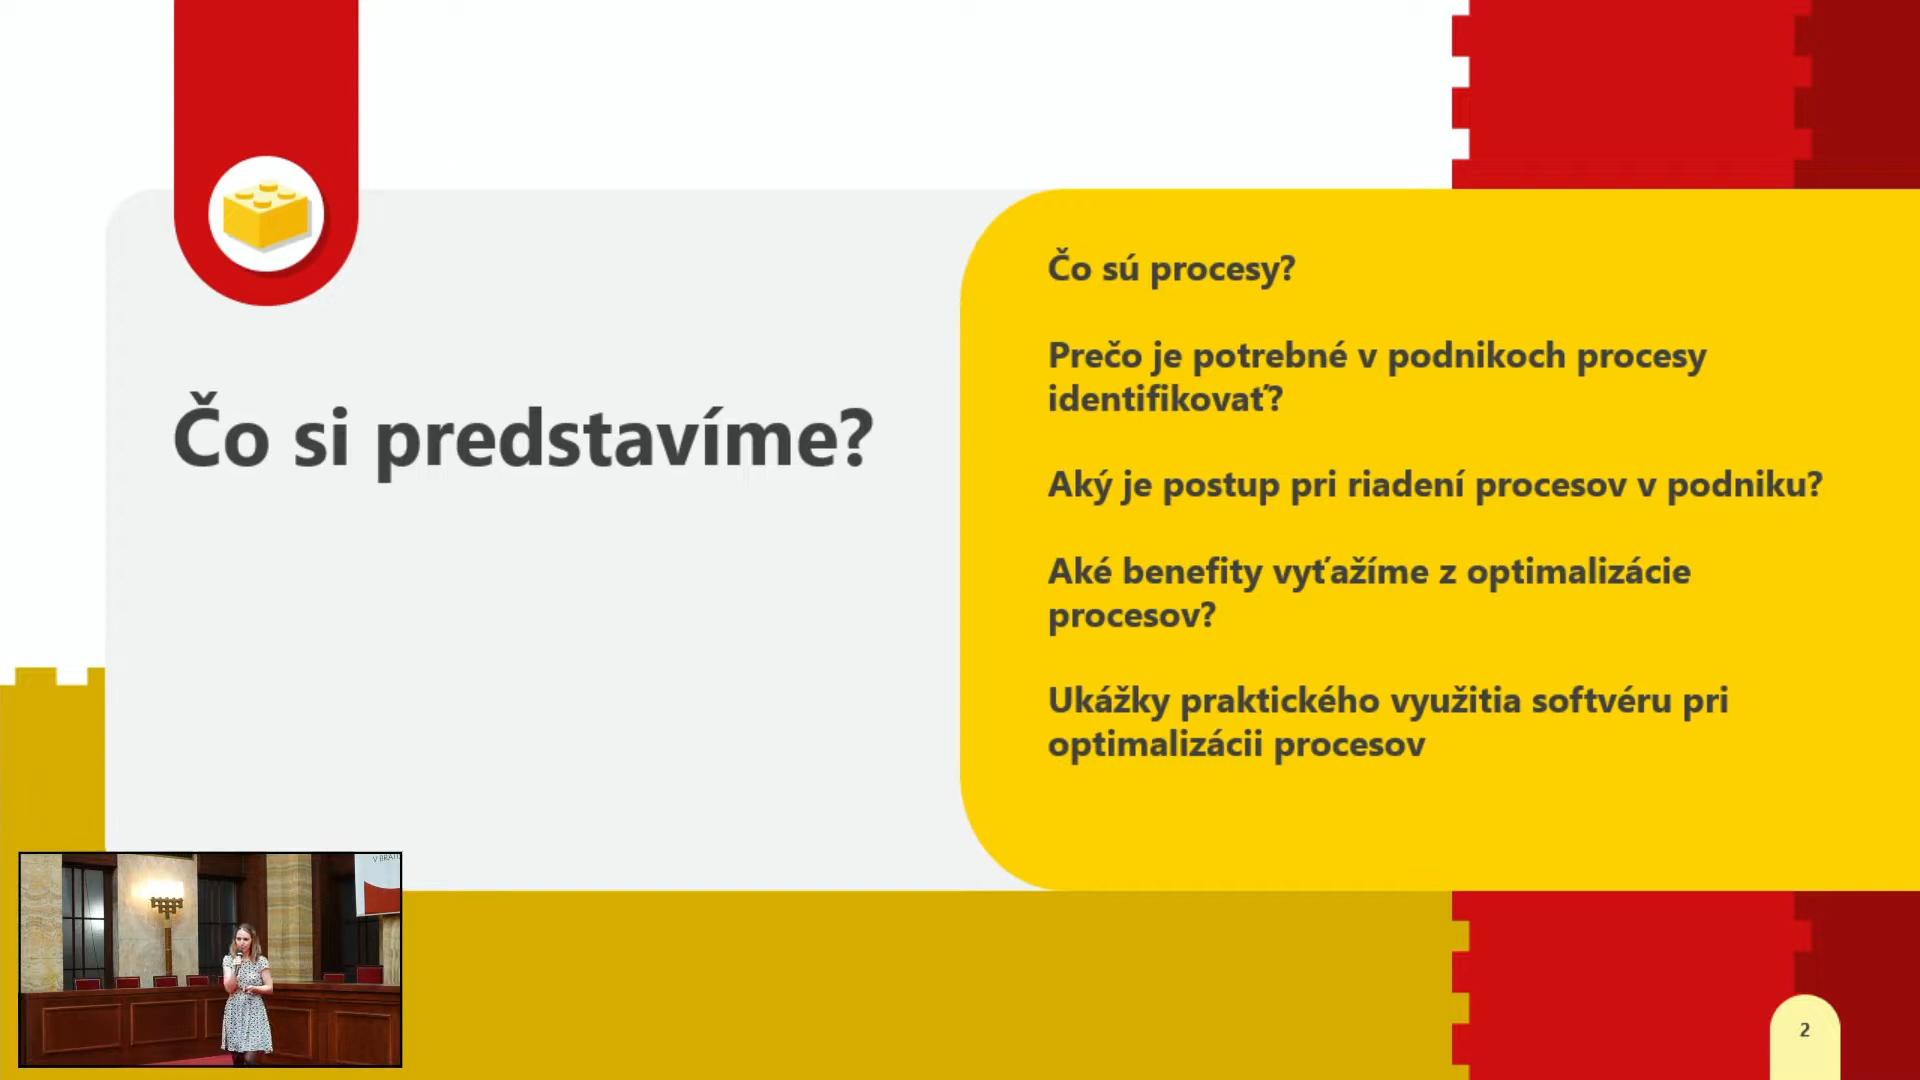 Čo si predstavíme?
Čo sú procesy?
Prečo je potrebné v podnikoch procesy
identifikovať?
Aký je postup pri riadení procesov v podniku?
Aké benefity vyťažíme z optimalizácie
procesov?
Ukážky praktického využitia softvéru pri
optimalizácii procesov
V BRAT
2